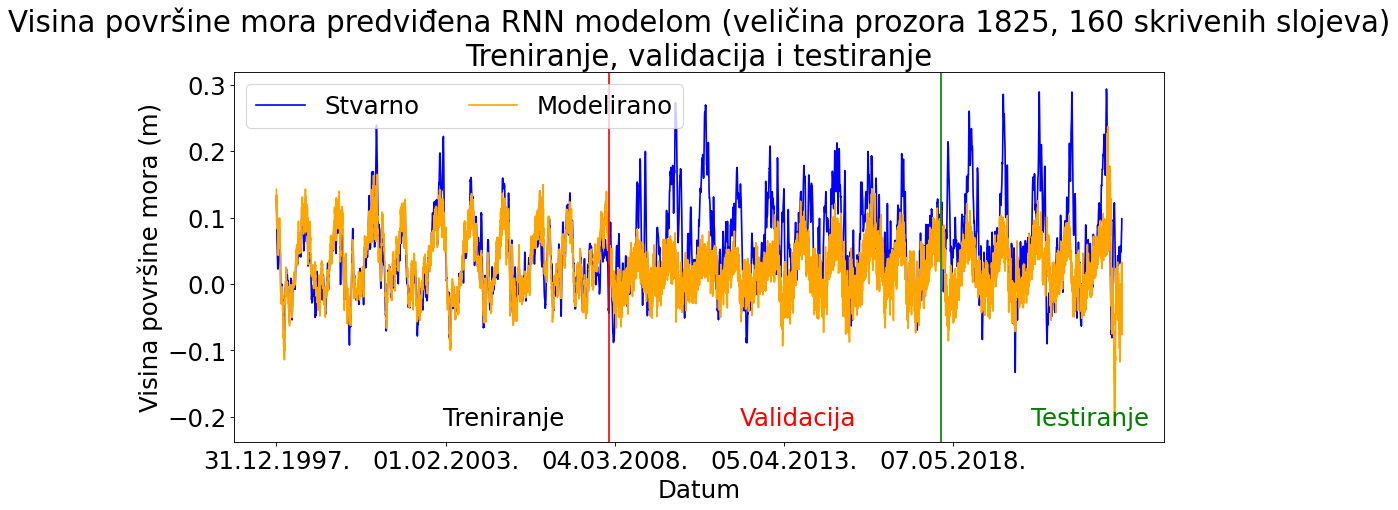 Visina površine mora predviđena RNN modelom (veličina prozora 1825, 160 skrivenih slojeva)
Treniranje, validacija i testiranje
Stvarno
Modelirano
Visina površine mora (m)
0.3
0.2
0.1
0.0
−0.1
−0.2
Treniranje
Validacija
Testiranje
31.12.1997.
01.02.2003.
04.03.2008.
05.04.2013.
07.05.2018.
Datum